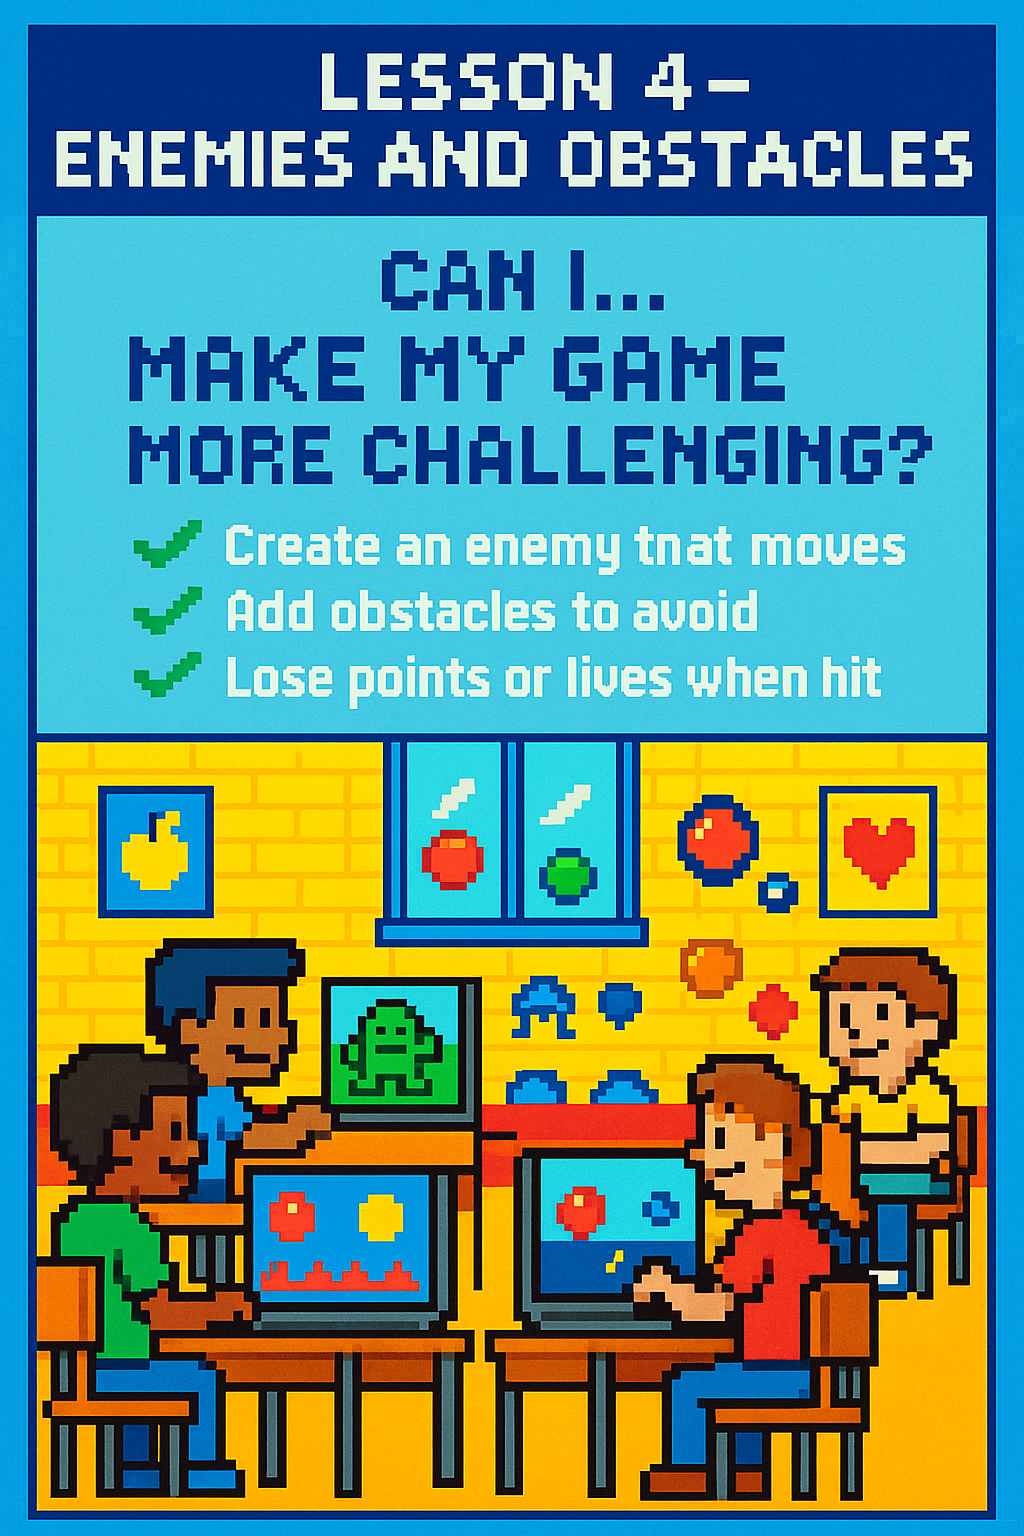 LESSON 4 –
ENEMIES AND OBSTACLES
CAN I...
MAKE MY GAME
MORE CHALLENGING?
Create an enemy tnat moves
Add obstacles to avoid
Lose points or lives when hit